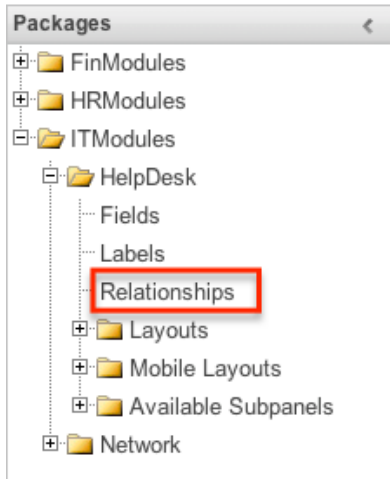 Packages
FinModules
HRModules
ITModules
HelpDesk
Fields
Labels
Relationships
Layouts
Mobile Layouts
Available Subpanels
Network